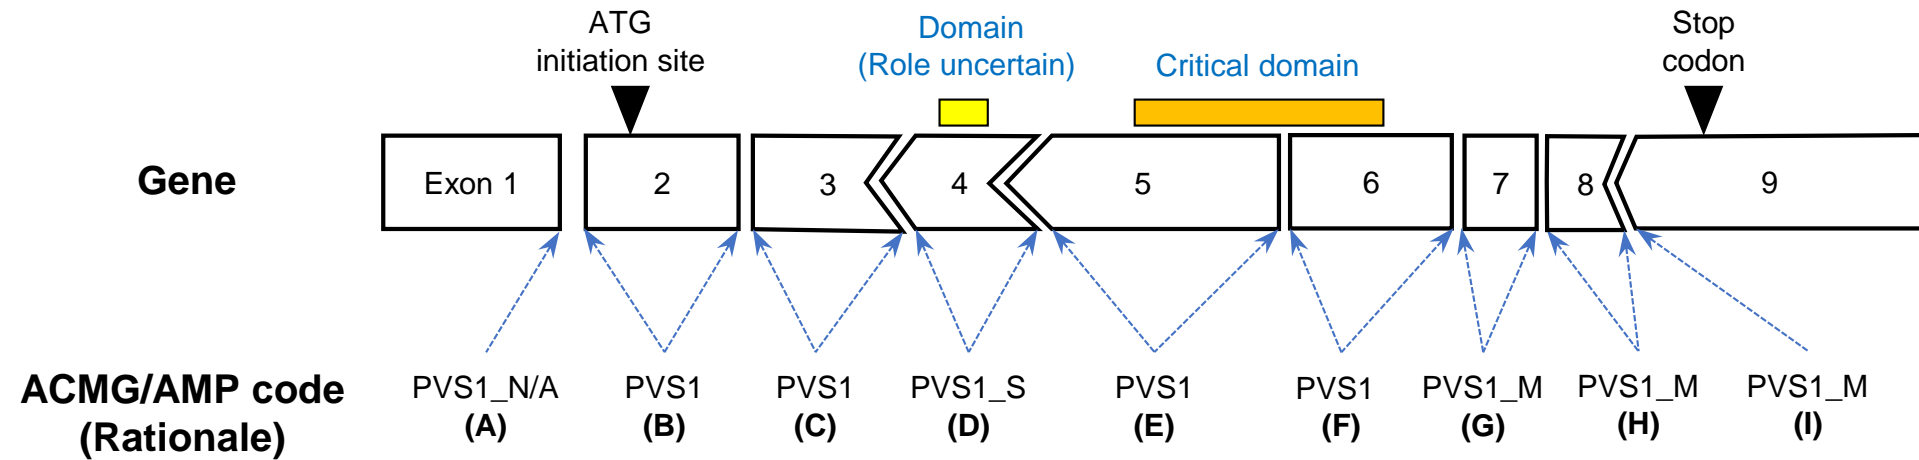 ATG
initiation site
Domain
(Role uncertain)
Critical domain
Stop
codon
Gene
Exon 1
2
3
4
5
6
7
8
9
ACMG/AMP code
(Rationale)
PVS1_N/A
(A)
PVS1
(B)
PVS1
(C)
PVS1_S
(D)
PVS1
(E)
PVS1
(F)
PVS1_M
(G)
PVS1_M
(H)
PVS1_M
(I)